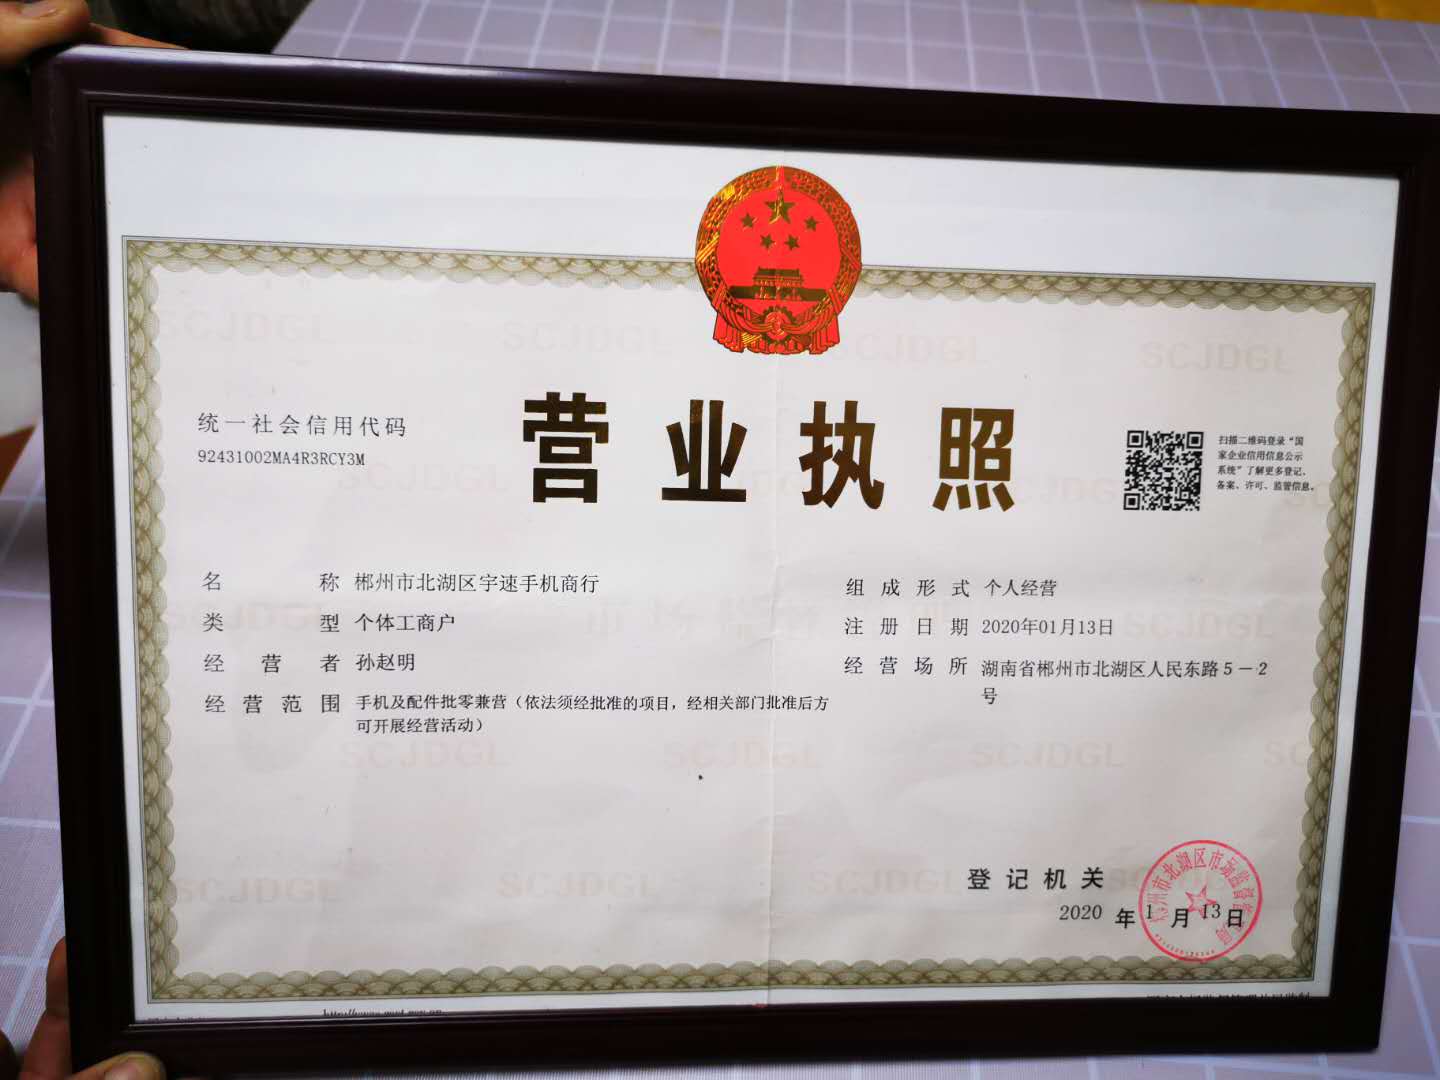 营业执照
统一社会信用代码
92431002MA4R3RCY3M
扫描二维码登录“国
家企业信用信息公示
系统”了解更多登记、
备案、许可、监管信息。
名称 郴州市北湖区宇速手机商行
类型 个体工商户
经营者 孙赵明
经营范围 手机及配件批零兼营（依法须经批准的项目，经相关部门批准后方
可开展经营活动）
组成形式 个人经营
注册日期 2020年01月13日
经营场所 湖南省郴州市北湖区人民东路5－2
号
登记机关
2020年1月13日
州市北湖区市场监督管
SCJDGL